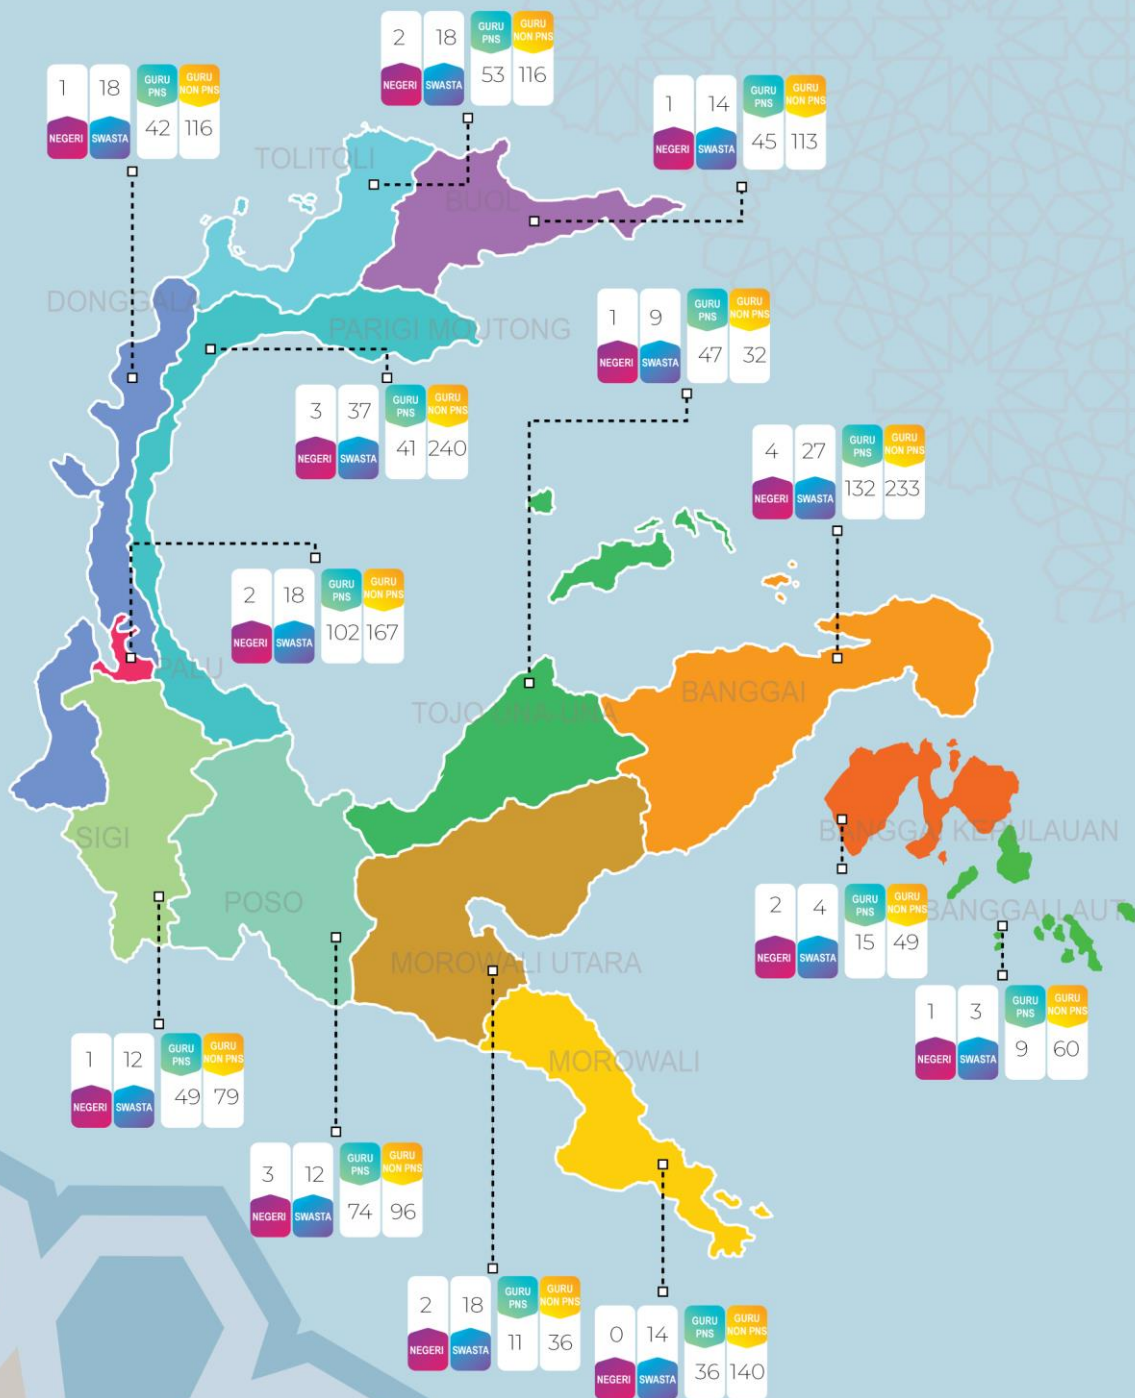 2 18 GURU PNS GURU NON PNS
NEGERI SWASTA 53 116
1 18 GURU PNS GURU NON PNS
NEGERI SWASTA 42 116
1 14 GURU PNS GURU NON PNS
NEGERI SWASTA 45 113
TOLITOLI
BUOL
DONGGALA
PARIGI MOUTONG
1 9 GURU PNS GURU NON PNS
NEGERI SWASTA 47 32
3 37 GURU PNS GURU NON PNS
NEGERI SWASTA 41 240
4 27 GURU PNS GURU NON PNS
NEGERI SWASTA 132 233
2 18 GURU PNS GURU NON PNS
NEGERI SWASTA 102 167
PALU
TOJO UNA-UNA
BANGGAI
SIGI
BANGGAI KEPULAUAN
POSO
2 4 GURU PNS GURU NON PNS
NEGERI SWASTA 15 49
BANGGAI LAUT
MOROWALI UTARA
1 3 GURU PNS GURU NON PNS
NEGERI SWASTA 9 60
1 12 GURU PNS GURU NON PNS
NEGERI SWASTA 49 79
MOROWALI
3 12 GURU PNS GURU NON PNS
NEGERI SWASTA 74 96
2 18 GURU PNS GURU NON PNS
NEGERI SWASTA 11 36
0 14 GURU PNS GURU NON PNS
NEGERI SWASTA 36 140